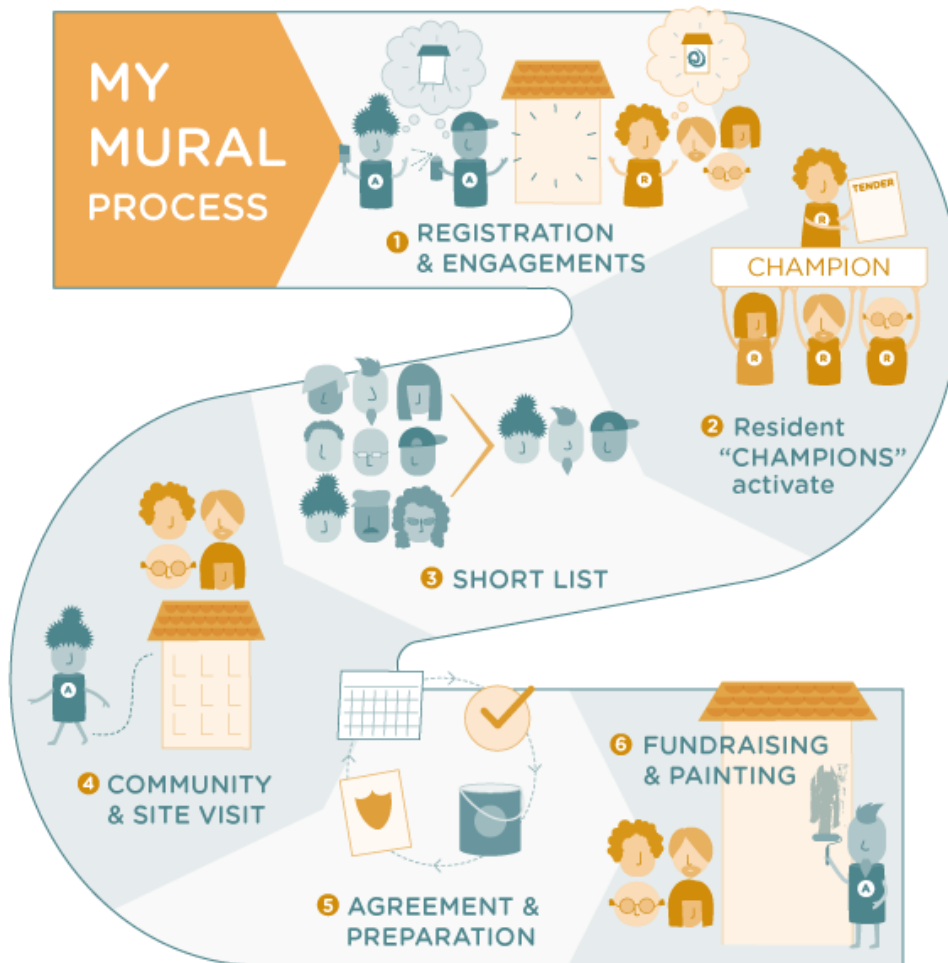 MY
MURAL
PROCESS
A
A
R
1 REGISTRATION
& ENGAGEMENTS
TENDER
R
CHAMPION
R
R
R
2 Resident
“CHAMPIONS”
activate
3 SHORT LIST
A
4 COMMUNITY
& SITE VISIT
5 AGREEMENT &
PREPARATION
6 FUNDRAISING
& PAINTING
A